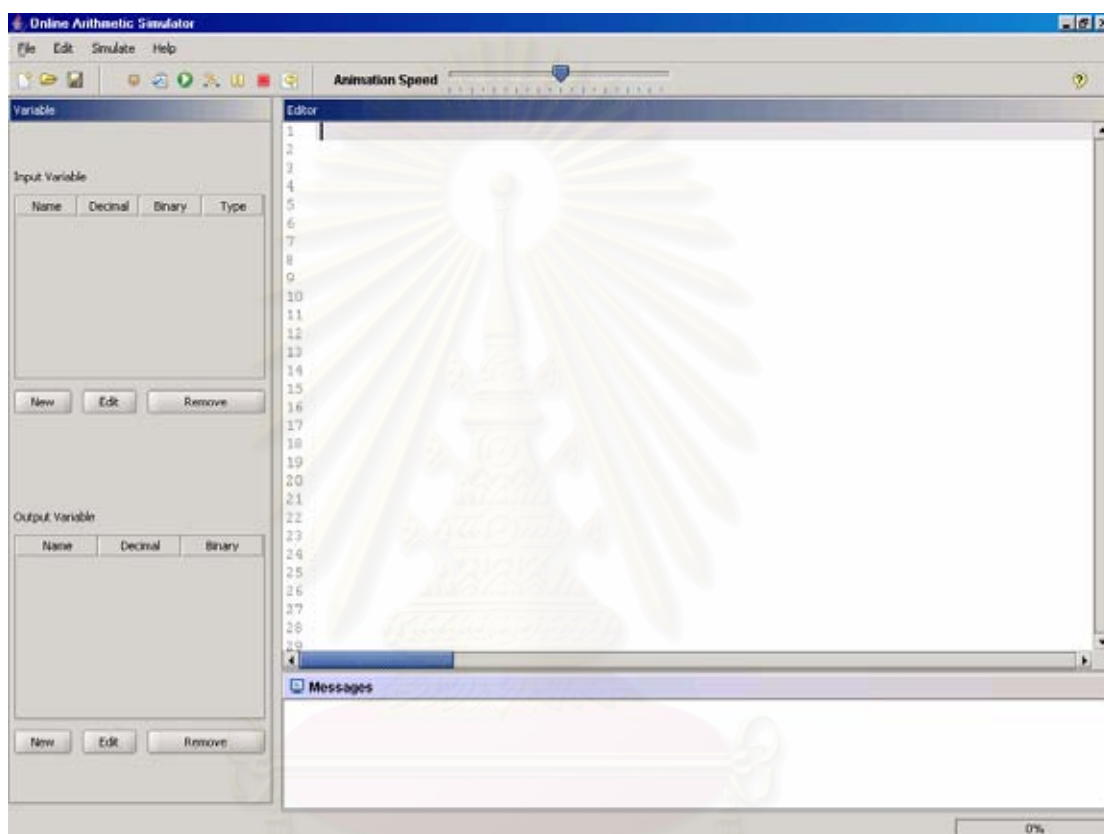 Online Arithmetic Simulator
File Edit Simulate Help
Animation Speed
Variable
Input Variable
Name Decimal Binary Type
New Edit Remove
Output Variable
Name Decimal Binary
New Edit Remove
Editor
1
2
3
4
5
6
7
8
9
10
11
12
13
14
15
16
17
18
19
20
21
22
23
24
25
26
27
28
29
Messages
0%